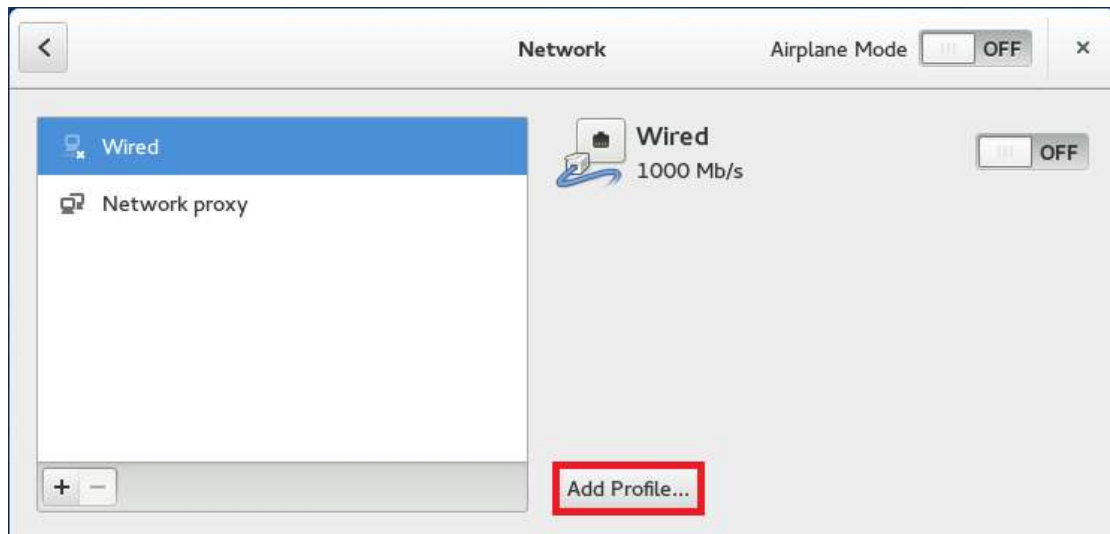 Network
Airplane Mode OFF
Wired
Network proxy
Wired
1000 Mb/s
OFF
Add Profile...